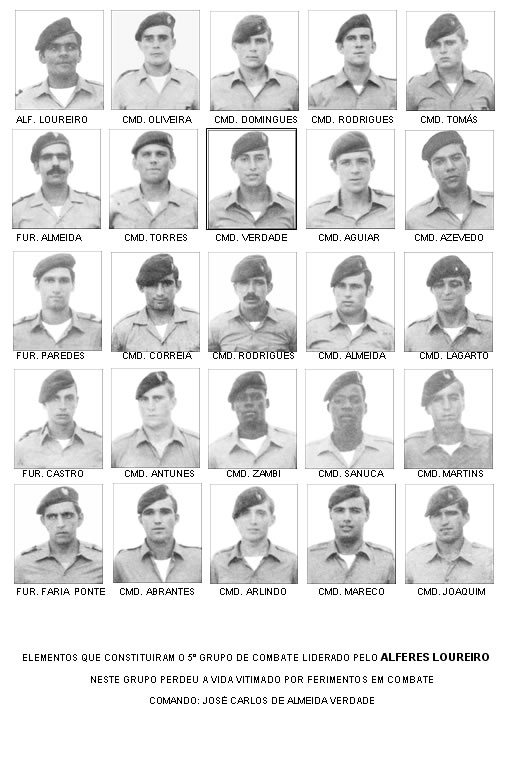 ALF. LOUREIRO CMD. OLIVEIRA CMD. DOMINGUES CMD. RODRIGUES CMD. TOMÁS
FUR. ALMEIDA CMD. TORRES CMD. VERDADE CMD. AGUIAR CMD. AZEVEDO
FUR. PAREDES CMD. CORREIA CMD. RODRIGUES CMD. ALMEIDA CMD. LAGARTO
FUR. CASTRO CMD. ANTUNES CMD. ZAMBI CMD. SANUCA CMD. MARTINS
FUR. FARIA PONTE CMD. ABRANTES CMD. ARLINDO CMD. MARECO CMD. JOAQUIM
ELEMENTOS QUE CONSTITUIRAM O 5º GRUPO DE COMBATE LIDERADO PELO ALFERES LOUREIRO
NESTE GRUPO PERDEU A VIDA VITIMADO POR FERIMENTOS EM COMBATE
COMANDO: JOSÉ CARLOS DE ALMEIDA VERDADE